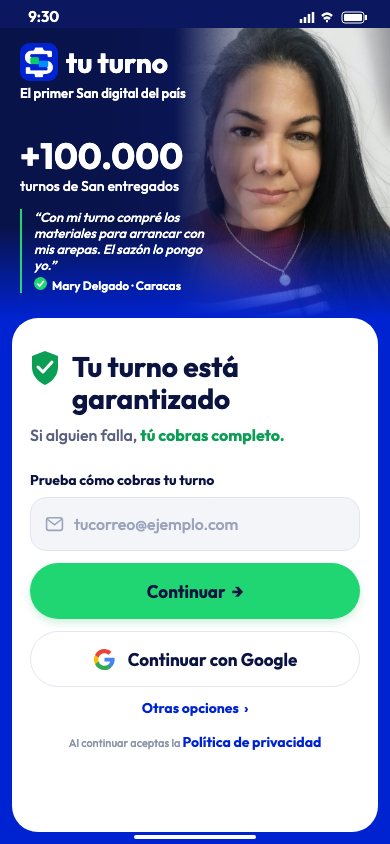 9:30
tu turno
El primer San digital del país
+100.000
turnos de San entregados
“Con mi turno compré los
materiales para arrancar con
mis arepas. El sazón lo pongo
yo.”
Mary Delgado · Caracas
Tu turno está
garantizado
Si alguien falla, tú cobras completo.
Prueba cómo cobras tu turno
tucorreo@ejemplo.com
Continuar →
Continuar con Google
Otras opciones ›
Al continuar aceptas la Política de privacidad